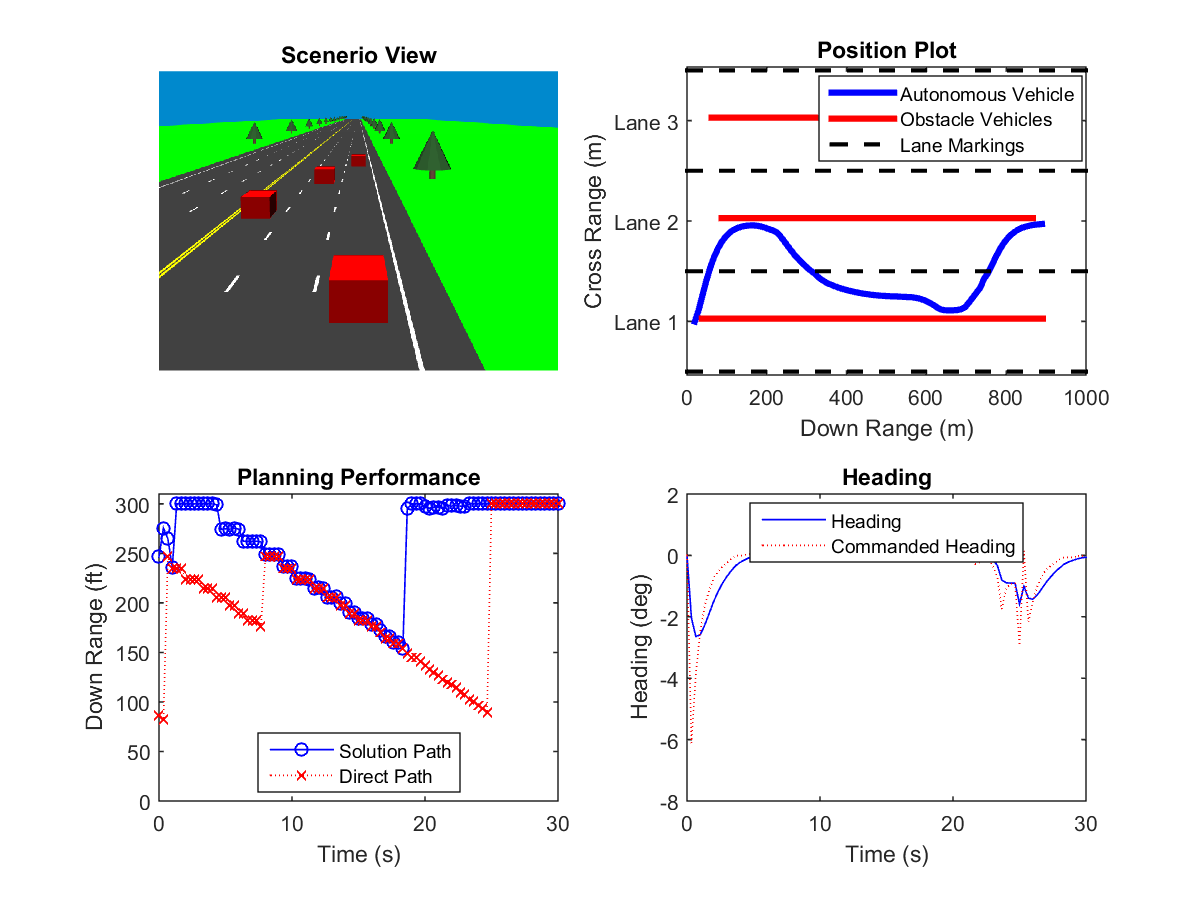 Scenerio View
Position Plot
Autonomous Vehicle
Obstacle Vehicles
Lane Markings
Lane 3
Lane 2
Lane 1
Cross Range (m)
0 200 400 600 800 1000
Down Range (m)
Planning Performance
300
250
200
150
100
50
0
Down Range (ft)
Solution Path
Direct Path
0 10 20 30
Time (s)
Heading
2
0
-2
-4
-6
-8
Heading (deg)
Heading
Commanded Heading
0 10 20 30
Time (s)